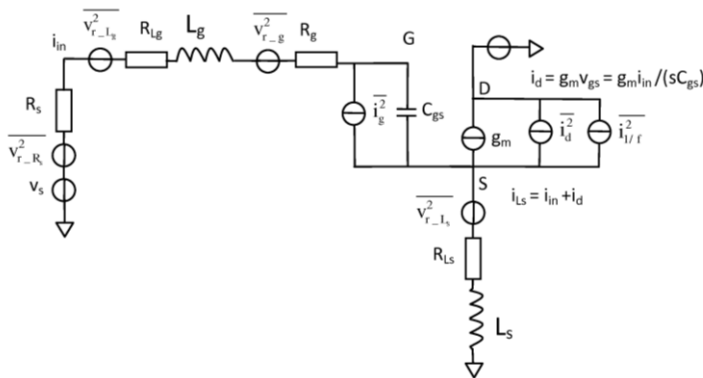 v²r_Lg
Lg
v²r_g
Rg
G
iin
RLg
D
id = gmvgs = gmiin/(sCgs)
Rs
i²g
Cgs
gm
i²d
i²1/f
v²r_Rs
vs
S
v²r_Ls
iLs = iin +id
RLs
Ls